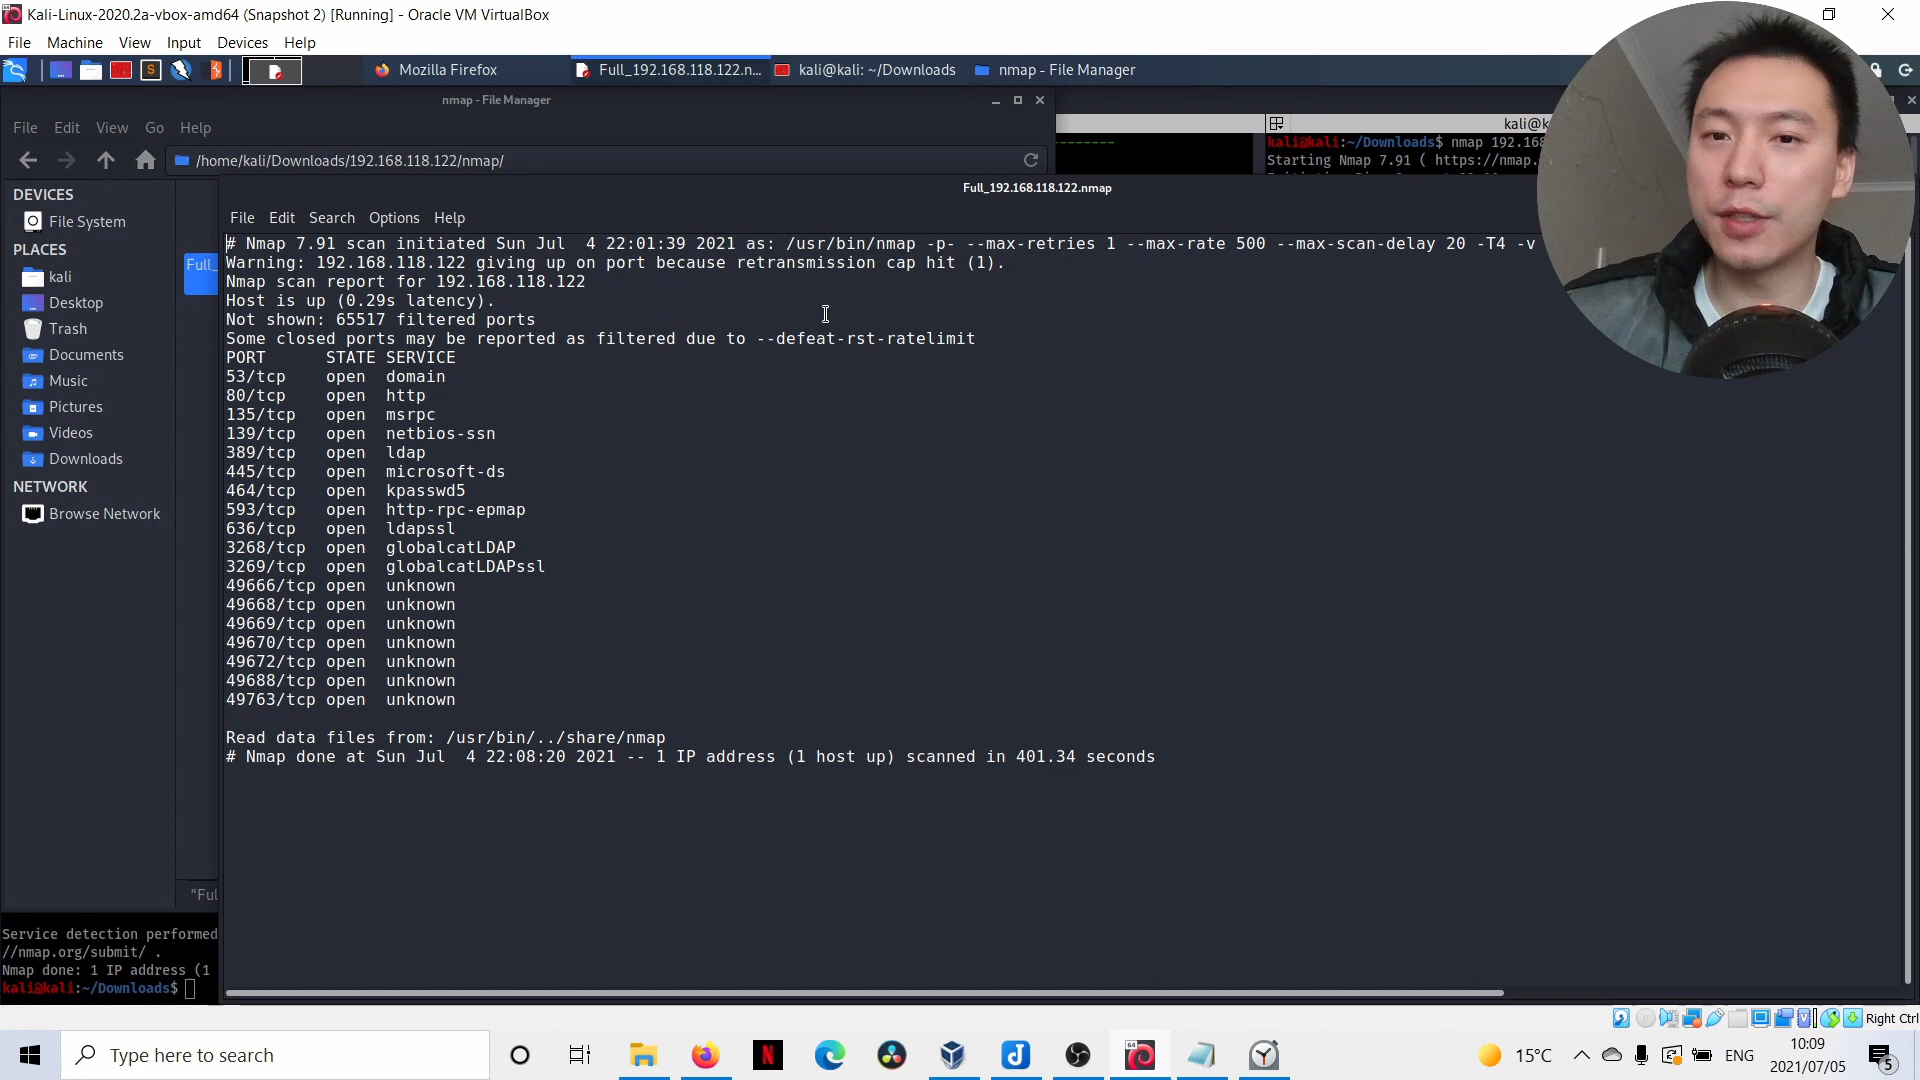 Kali-Linux-2020.2a-vbox-amd64 (Snapshot 2) [Running] - Oracle VM VirtualBox
File Machine View Input Devices Help
Mozilla Firefox
Full_192.168.118.122.n...
kali@kali: ~/Downloads
nmap - File Manager
nmap - File Manager
File Edit View Go Help
kali@k
kali@kali:~/Downloads$ nmap 192.168
Starting Nmap 7.91 ( https://nmap.
/home/kali/Downloads/192.168.118.122/nmap/
DEVICES
File System
PLACES
kali
Desktop
Trash
Documents
Music
Pictures
Videos
Downloads
NETWORK
Browse Network
Full_
"Ful
Full_192.168.118.122.nmap
File Edit Search Options Help
# Nmap 7.91 scan initiated Sun Jul  4 22:01:39 2021 as: /usr/bin/nmap -p- --max-retries 1 --max-rate 500 --max-scan-delay 20 -T4 -v
Warning: 192.168.118.122 giving up on port because retransmission cap hit (1).
Nmap scan report for 192.168.118.122
Host is up (0.29s latency).
Not shown: 65517 filtered ports
Some closed ports may be reported as filtered due to --defeat-rst-ratelimit
PORT      STATE SERVICE
53/tcp    open  domain
80/tcp    open  http
135/tcp   open  msrpc
139/tcp   open  netbios-ssn
389/tcp   open  ldap
445/tcp   open  microsoft-ds
464/tcp   open  kpasswd5
593/tcp   open  http-rpc-epmap
636/tcp   open  ldapssl
3268/tcp  open  globalcatLDAP
3269/tcp  open  globalcatLDAPssl
49666/tcp open  unknown
49668/tcp open  unknown
49669/tcp open  unknown
49670/tcp open  unknown
49672/tcp open  unknown
49688/tcp open  unknown
49763/tcp open  unknown
Read data files from: /usr/bin/../share/nmap
# Nmap done at Sun Jul  4 22:08:20 2021 -- 1 IP address (1 host up) scanned in 401.34 seconds
Service detection performed
//nmap.org/submit/ .
Nmap done: 1 IP address (1
kali@kali:~/Downloads$
Right Ctrl
Type here to search
15°C
ENG
10:09
2021/07/05
5